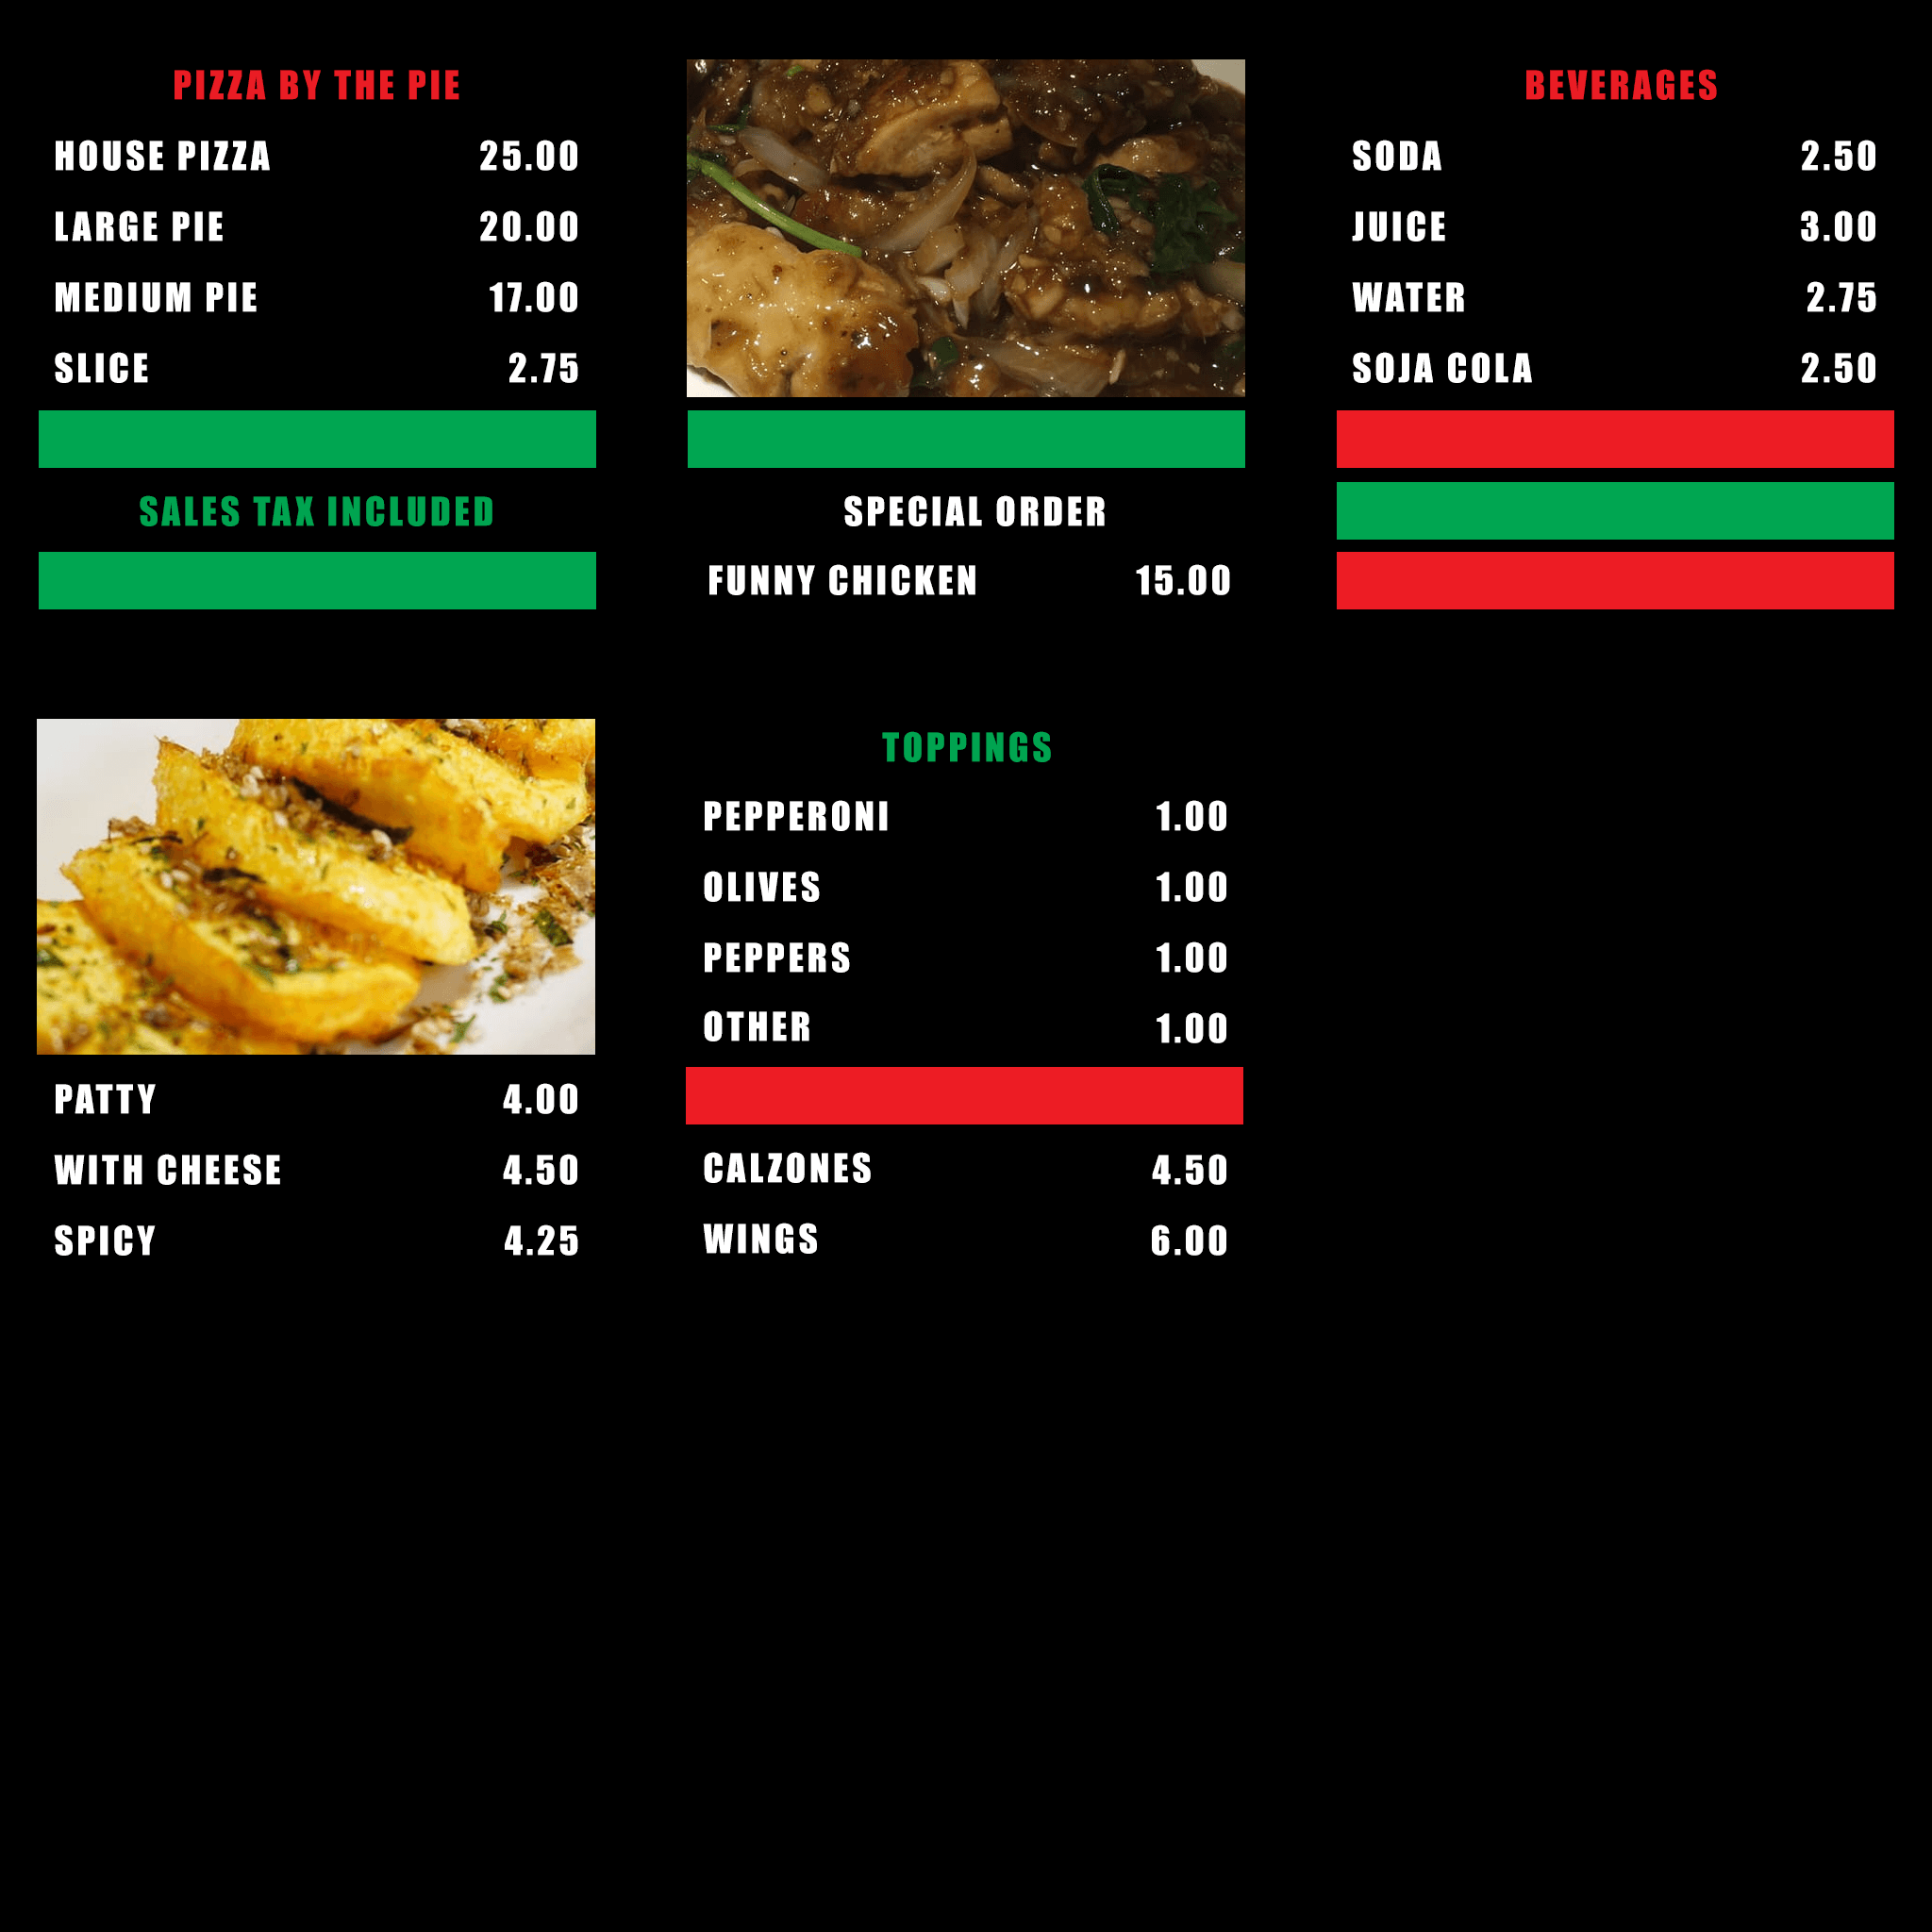 PIZZA BY THE PIE
HOUSE PIZZA 25.00
LARGE PIE 20.00
MEDIUM PIE 17.00
SLICE 2.75
SALES TAX INCLUDED
SPECIAL ORDER
FUNNY CHICKEN 15.00
BEVERAGES
SODA 2.50
JUICE 3.00
WATER 2.75
SOJA COLA 2.50
PATTY 4.00
WITH CHEESE 4.50
SPICY 4.25
TOPPINGS
PEPPERONI 1.00
OLIVES 1.00
PEPPERS 1.00
OTHER 1.00
CALZONES 4.50
WINGS 6.00